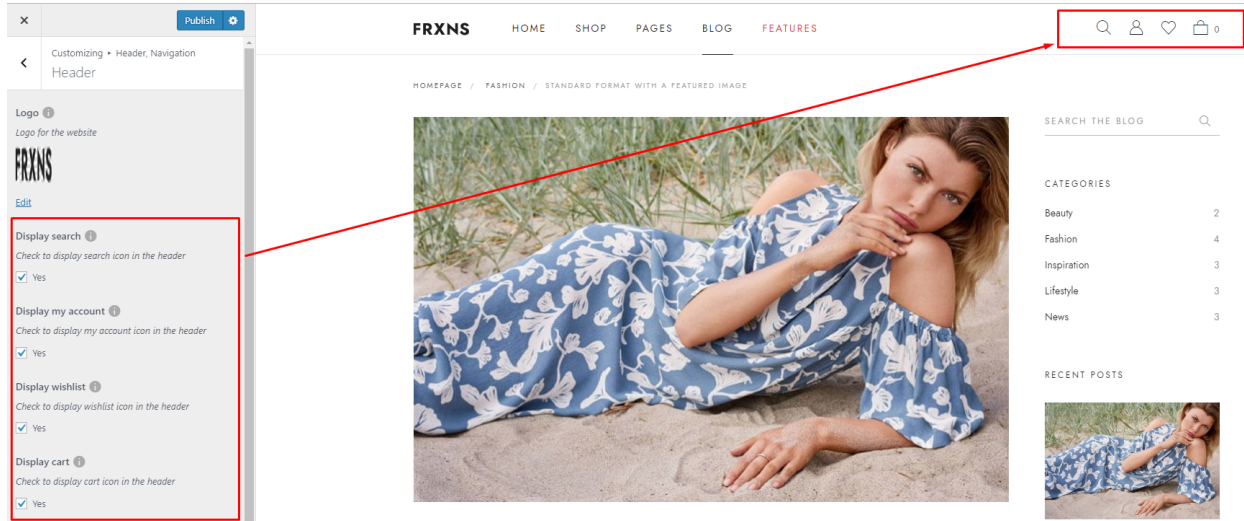 Publish
Customizing ▸ Header, Navigation
Header
Logo
Logo for the website
FRXNS
Edit
Display search
Check to display search icon in the header
Yes
Display my account
Check to display my account icon in the header
Yes
Display wishlist
Check to display wishlist icon in the header
Yes
Display cart
Check to display cart icon in the header
Yes
FRXNS HOME SHOP PAGES BLOG FEATURES 0
HOMEPAGE / FASHION / STANDARD FORMAT WITH A FEATURED IMAGE
SEARCH THE BLOG
CATEGORIES
Beauty 2
Fashion 4
Inspiration 3
Lifestyle 3
News 3
RECENT POSTS